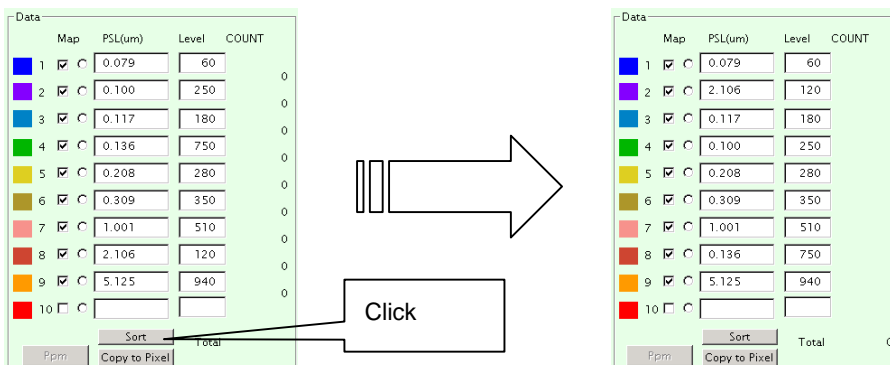 Data
Map PSL(um) Level COUNT
1 0.079 60
0
2 0.100 250
0
3 0.117 180
0
4 0.136 750
0
5 0.208 280
0
6 0.309 350
0
7 1.001 510
0
8 2.106 120
0
9 5.125 940
0
10
Sort
Total
Ppm
Copy to Pixel
Click
Data
Map PSL(um) Level COUNT
1 0.079 60
2 2.106 120
3 0.117 180
4 0.100 250
5 0.208 280
6 0.309 350
7 1.001 510
8 0.136 750
9 5.125 940
10
Sort
Total
Ppm
Copy to Pixel